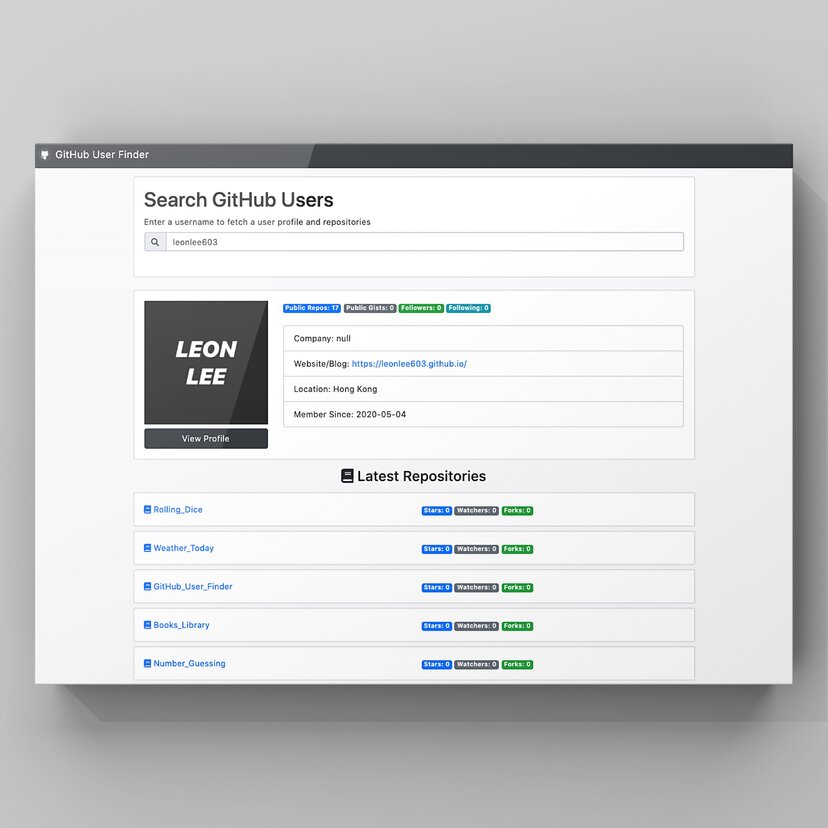 GitHub User Finder
Search GitHub Users
Enter a username to fetch a user profile and repositories
leonlee603
LEON
LEE
View Profile
Public Repos: 17 Public Gists: 0 Followers: 0 Following: 0
Company: null
Website/Blog: https://leonlee603.github.io/
Location: Hong Kong
Member Since: 2020-05-04
Latest Repositories
Rolling_Dice Stars: 0 Watchers: 0 Forks: 0
Weather_Today Stars: 0 Watchers: 0 Forks: 0
GitHub_User_Finder Stars: 0 Watchers: 0 Forks: 0
Books_Library Stars: 0 Watchers: 0 Forks: 0
Number_Guessing Stars: 0 Watchers: 0 Forks: 0